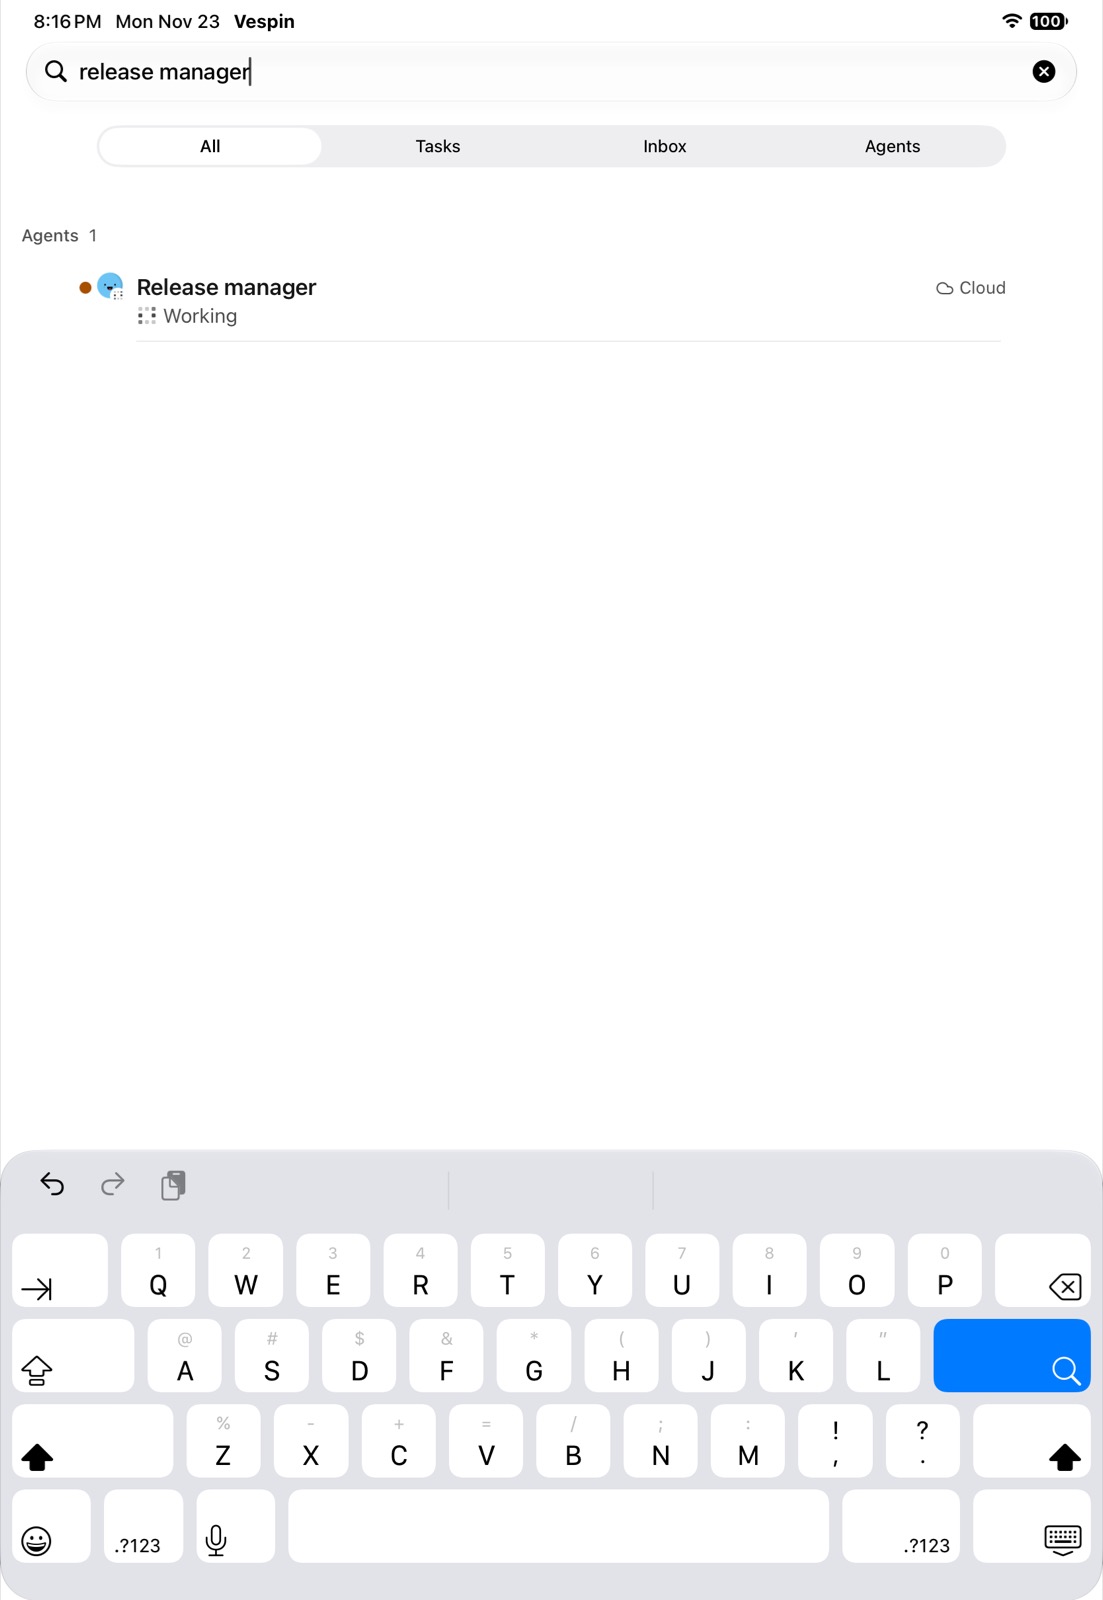 8:16 PM Mon Nov 23 Vespin 100
release manager
All Tasks Inbox Agents
Agents 1
Release manager Cloud
Working
1 2 3 4 5 6 7 8 9 0
Q W E R T Y U I O P
@ # $ & * ( ) ' "
A S D F G H J K L
% - + = / ; : ! ?
Z X C V B N M , .
.?123 .?123